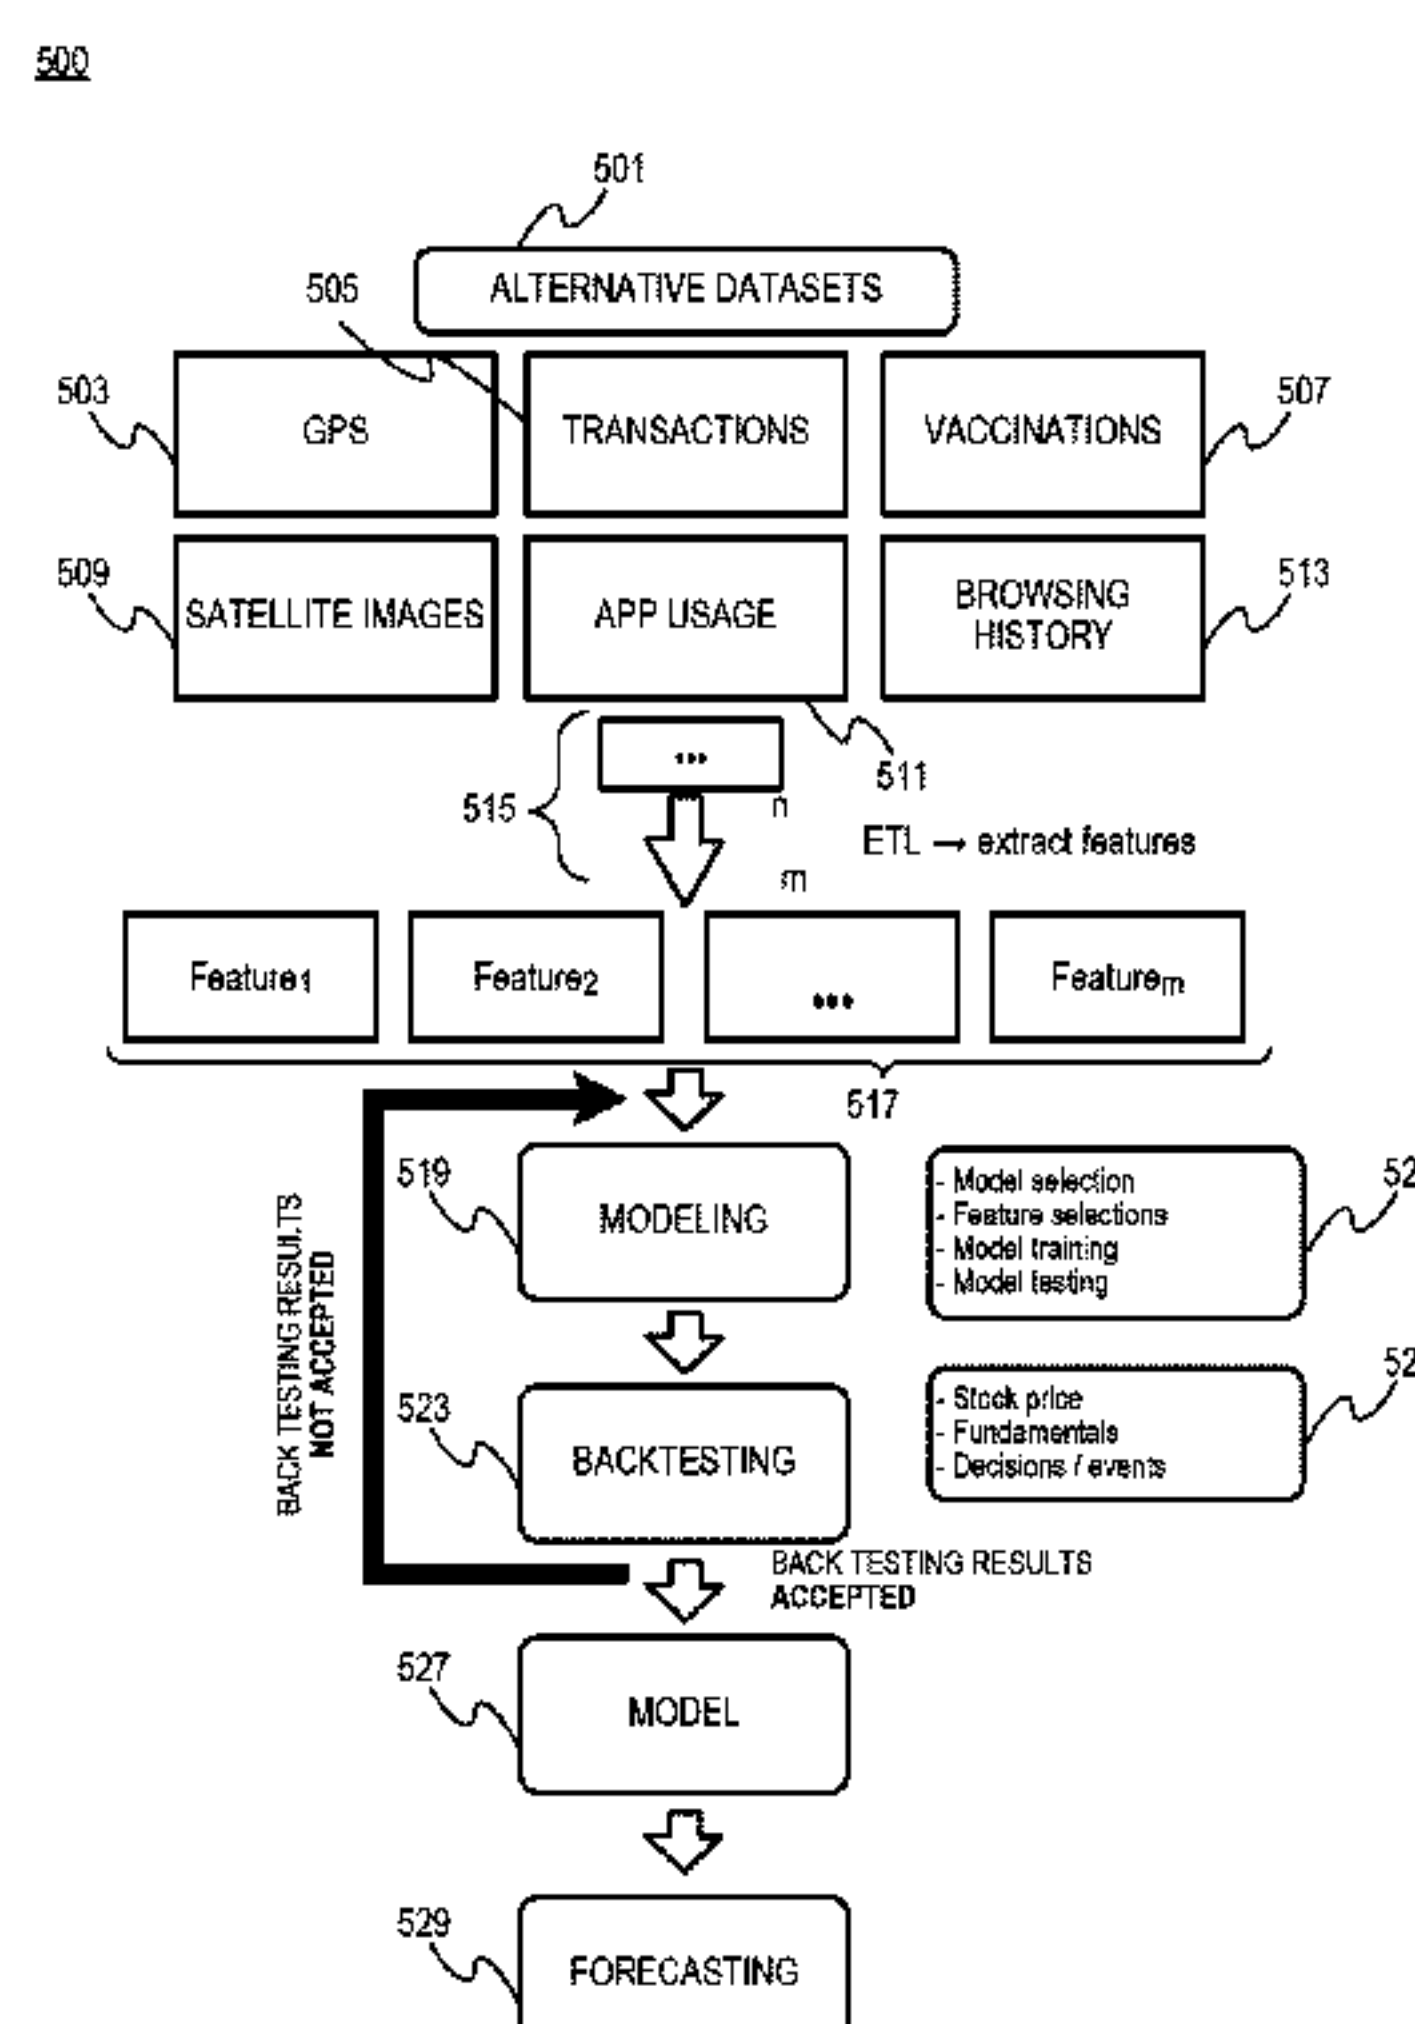 500
501
ALTERNATIVE DATASETS
505
503
GPS
TRANSACTIONS
VACCINATIONS
507
509
SATELLITE IMAGES
APP USAGE
BROWSING
HISTORY
513
...
515
n
511
ETL → extract features
m
Feature1
Feature2
...
Featurem
517
519
MODELING
- Model selection
- Feature selections
- Model training
- Model testing
52
BACK TESTING RESULTS
NOT ACCEPTED
523
BACKTESTING
- Stock price
- Fundamentals
- Decisions / events
52
BACK TESTING RESULTS
ACCEPTED
527
MODEL
529
FORECASTING